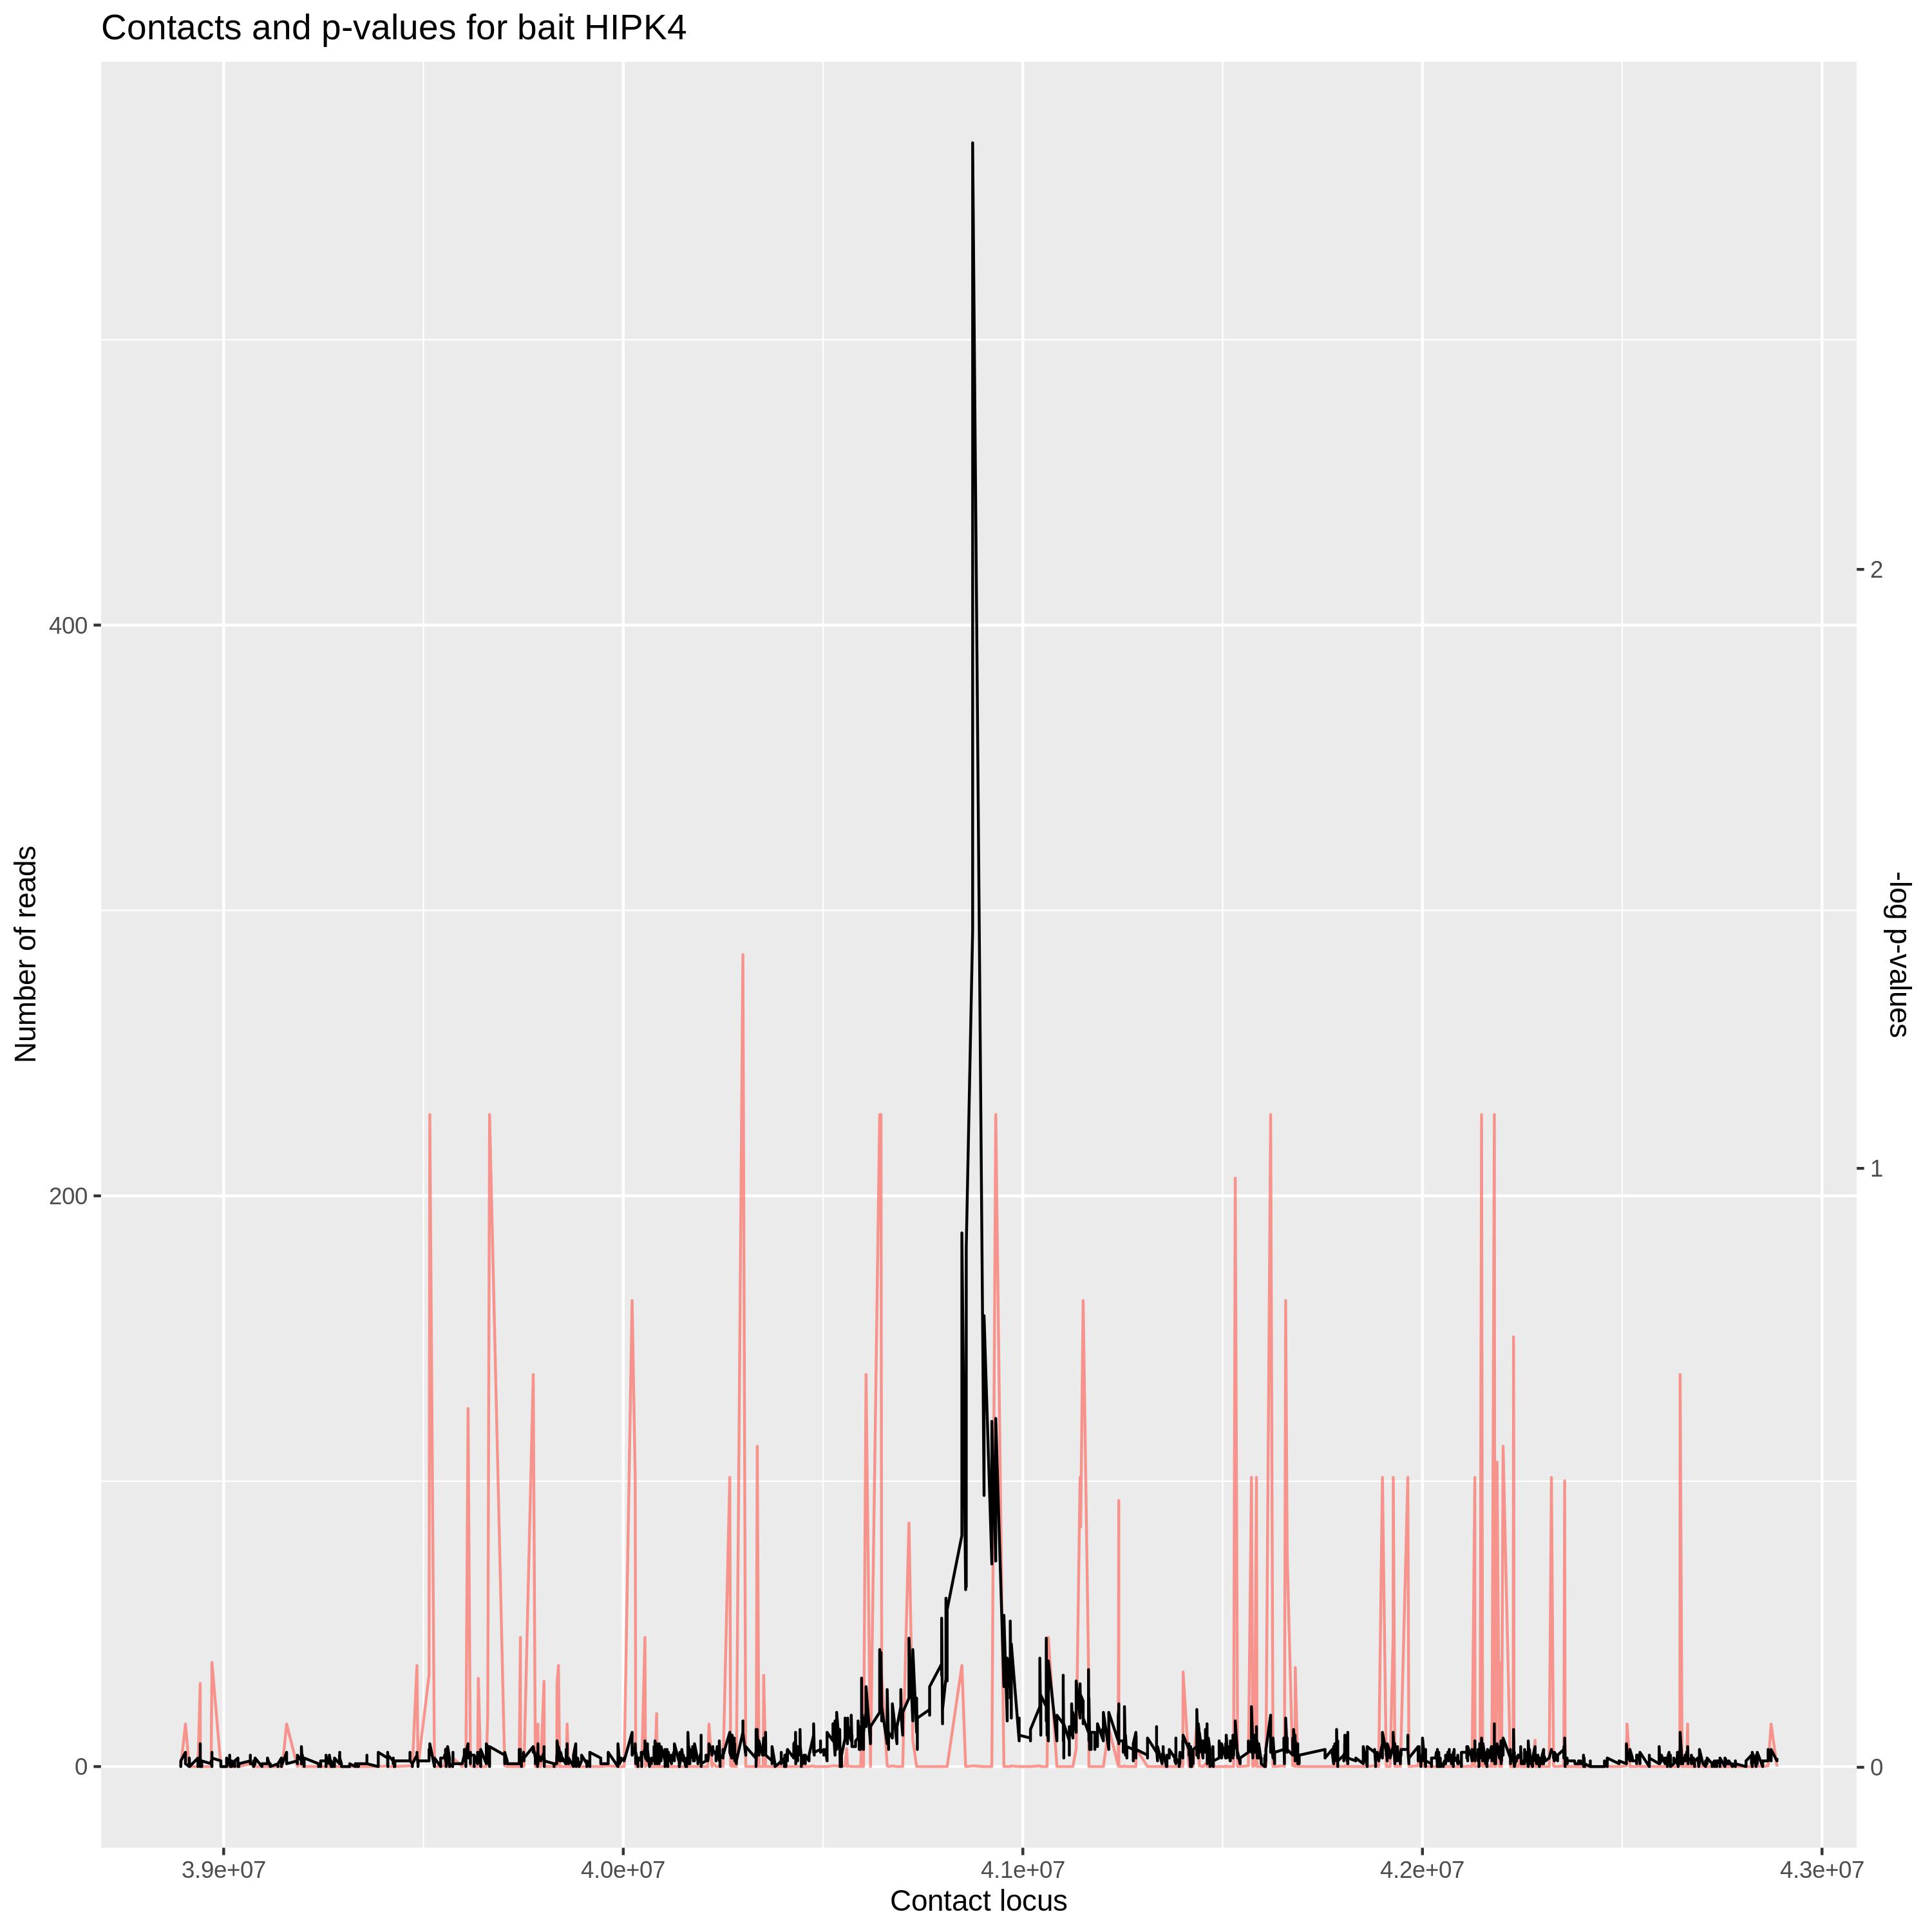 Contacts and p-values for bait HIPK4
Number of reads
400
200
0
2
1
0
-log p-values
3.9e+07 4.0e+07 4.1e+07 4.2e+07 4.3e+07
Contact locus